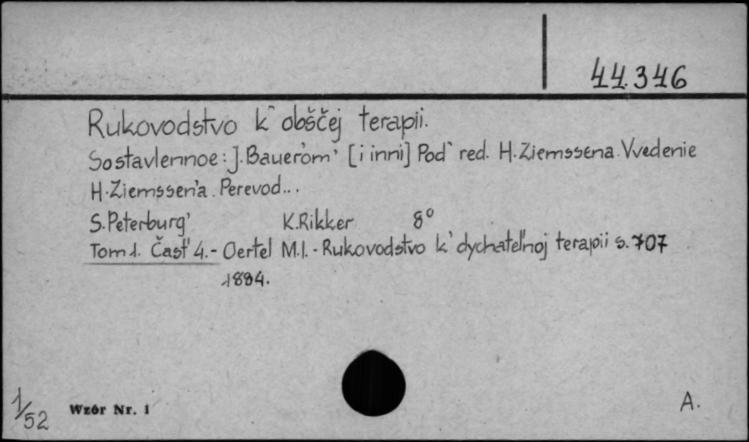 44.346
Rukovodstvo k" obščej terapii.
Sostavlennoe: J. Bauerom" [i inni] Pod" red. H. Ziemssena. Vvedenie
H. Ziemssen'a. Perevod...
S. Peterburg' K. Rikker 8°
Tom 1. Čast' 4. - Oertel M.I. - Rukovodstvo k' dychatel'noj terapii s. 707
1884.
1/52 Wzór Nr. 1 A.